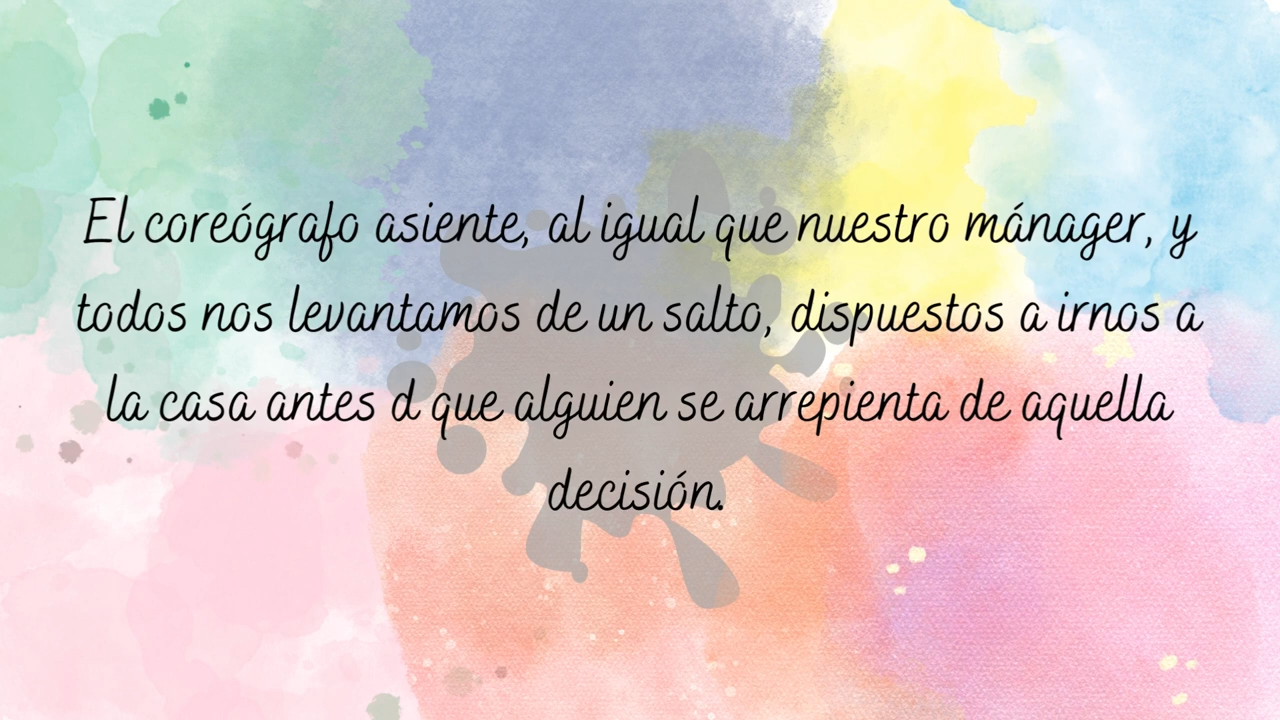 El coreógrafo asiente, al igual que nuestro mánager, y
todos nos levantamos de un salto, dispuestos a irnos a
la casa antes d que alguien se arrepienta de aquella
decisión.